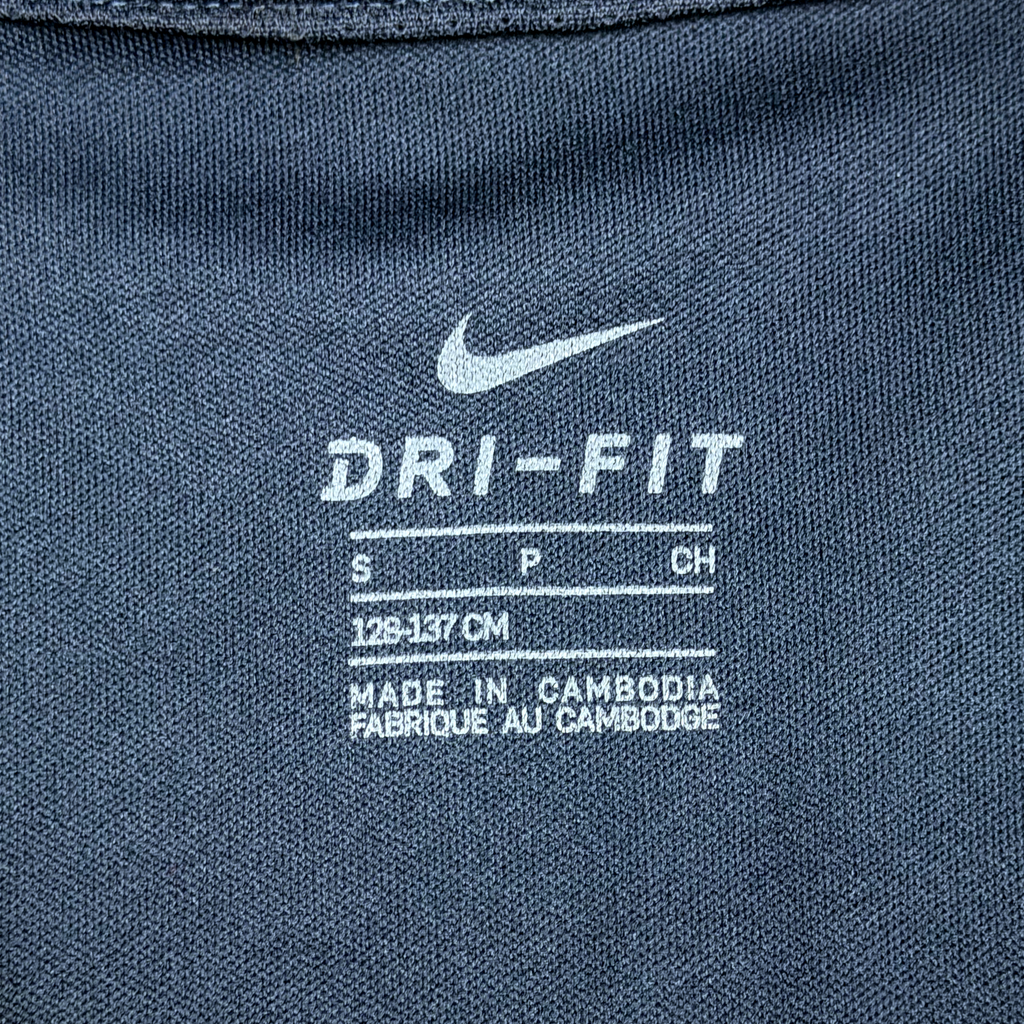 DRI-FIT
S P CH
128-137 CM
MADE IN CAMBODIA
FABRIQUE AU CAMBODGE